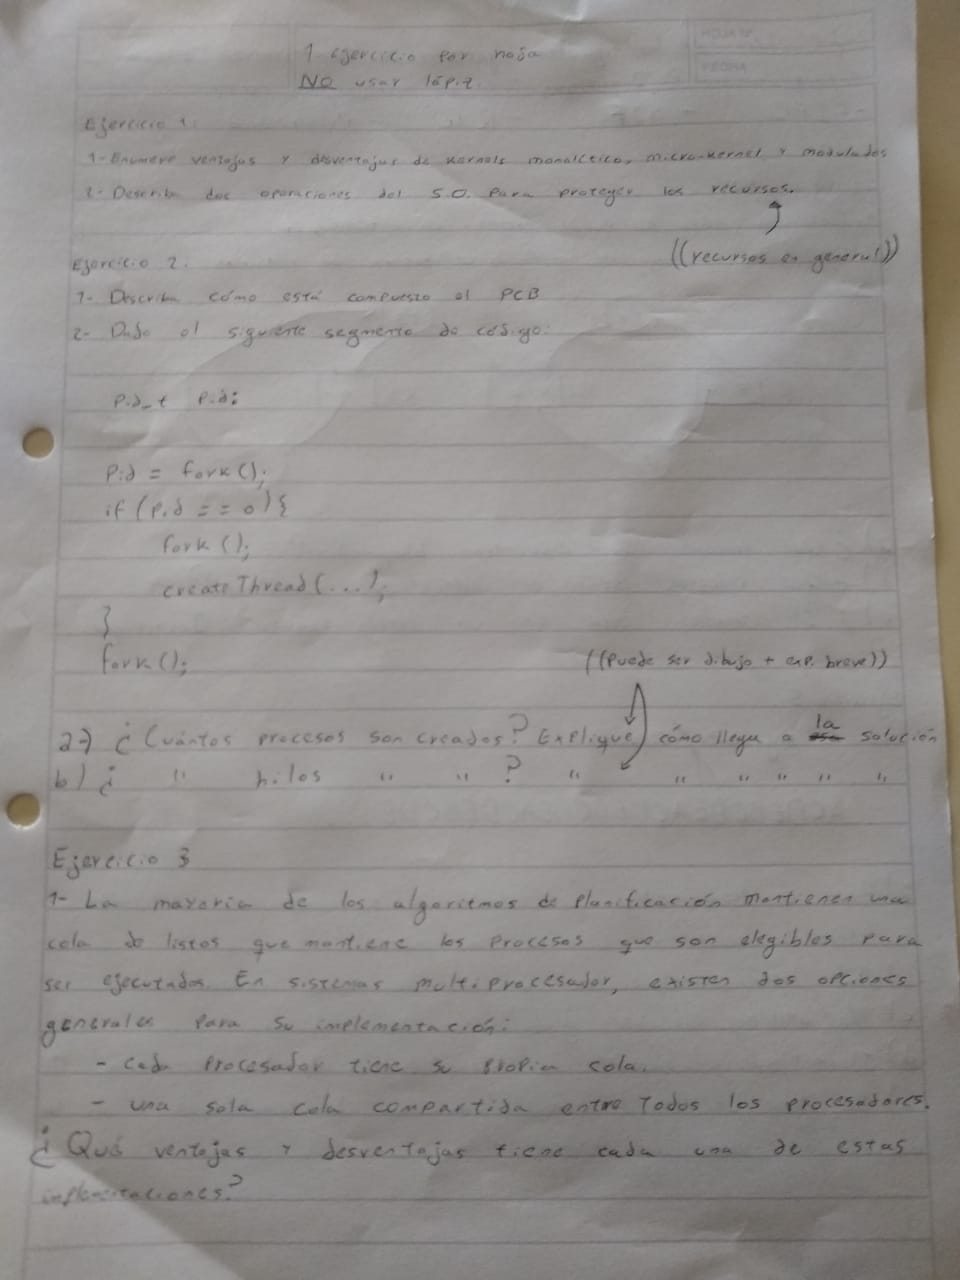 HOJA Nº
FECHA
1 ejercicio por hoja
NO usar lápiz.
Ejercicio 1:
1- Enumere ventajas y desventajas de kernels monolítico, micro-kernel y modulados
2- Describa dos operaciones del S.O. para proteger los recursos.
((recursos en general))
Ejercicio 2:
1- Describa cómo está compuesto el PCB
2- Dado el siguiente segmento de código:
pid_t pid;
pid = fork();
if (pid == 0){
fork();
createThread(...);
}
fork();
((Puede ser dibujo + exp. breve))
a) ¿Cuántos procesos son creados? Explique cómo llega a la solución
b) ¿ " hilos " " ? " " " " " "
Ejercicio 3
1- La mayoría de los algoritmos de planificación mantienen una
cola de listos que mantiene los procesos que son elegibles para
ser ejecutados. En sistemas multiprocesador, existen dos opciones
generales para su implementación:
- cada procesador tiene su propia cola.
- una sola cola compartida entre todos los procesadores.
¿Qué ventajas y desventajas tiene cada una de estas
implementaciones?